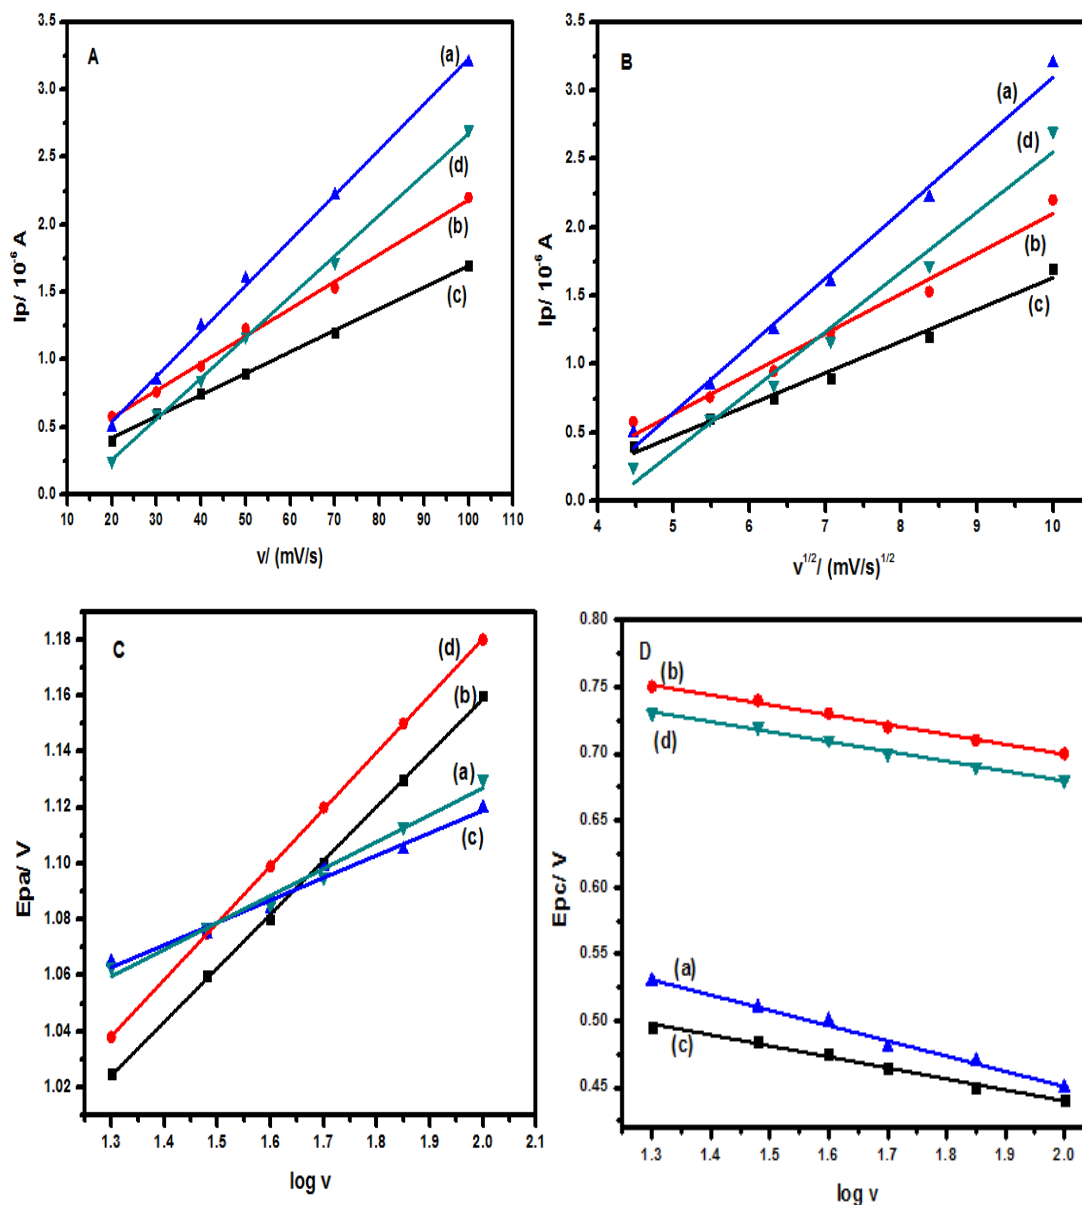 A
3.5
3.0
2.5
2.0
1.5
1.0
0.5
0.0
Ip/ 10⁻⁶ A
(a)
(d)
(b)
(c)
10 20 30 40 50 60 70 80 90 100 110
v/ (mV/s)
B
3.5
3.0
2.5
2.0
1.5
1.0
0.5
0.0
Ip/ 10⁻⁶ A
(a)
(d)
(b)
(c)
4 5 6 7 8 9 10
v¹/²/ (mV/s)¹/²
C
1.18
1.16
1.14
1.12
1.10
1.08
1.06
1.04
1.02
Epa/ V
(d)
(b)
(a)
(c)
1.3 1.4 1.5 1.6 1.7 1.8 1.9 2.0 2.1
log v
D
0.80
0.75
0.70
0.65
0.60
0.55
0.50
0.45
Epc/ V
(b)
(d)
(a)
(c)
1.3 1.4 1.5 1.6 1.7 1.8 1.9 2.0
log v